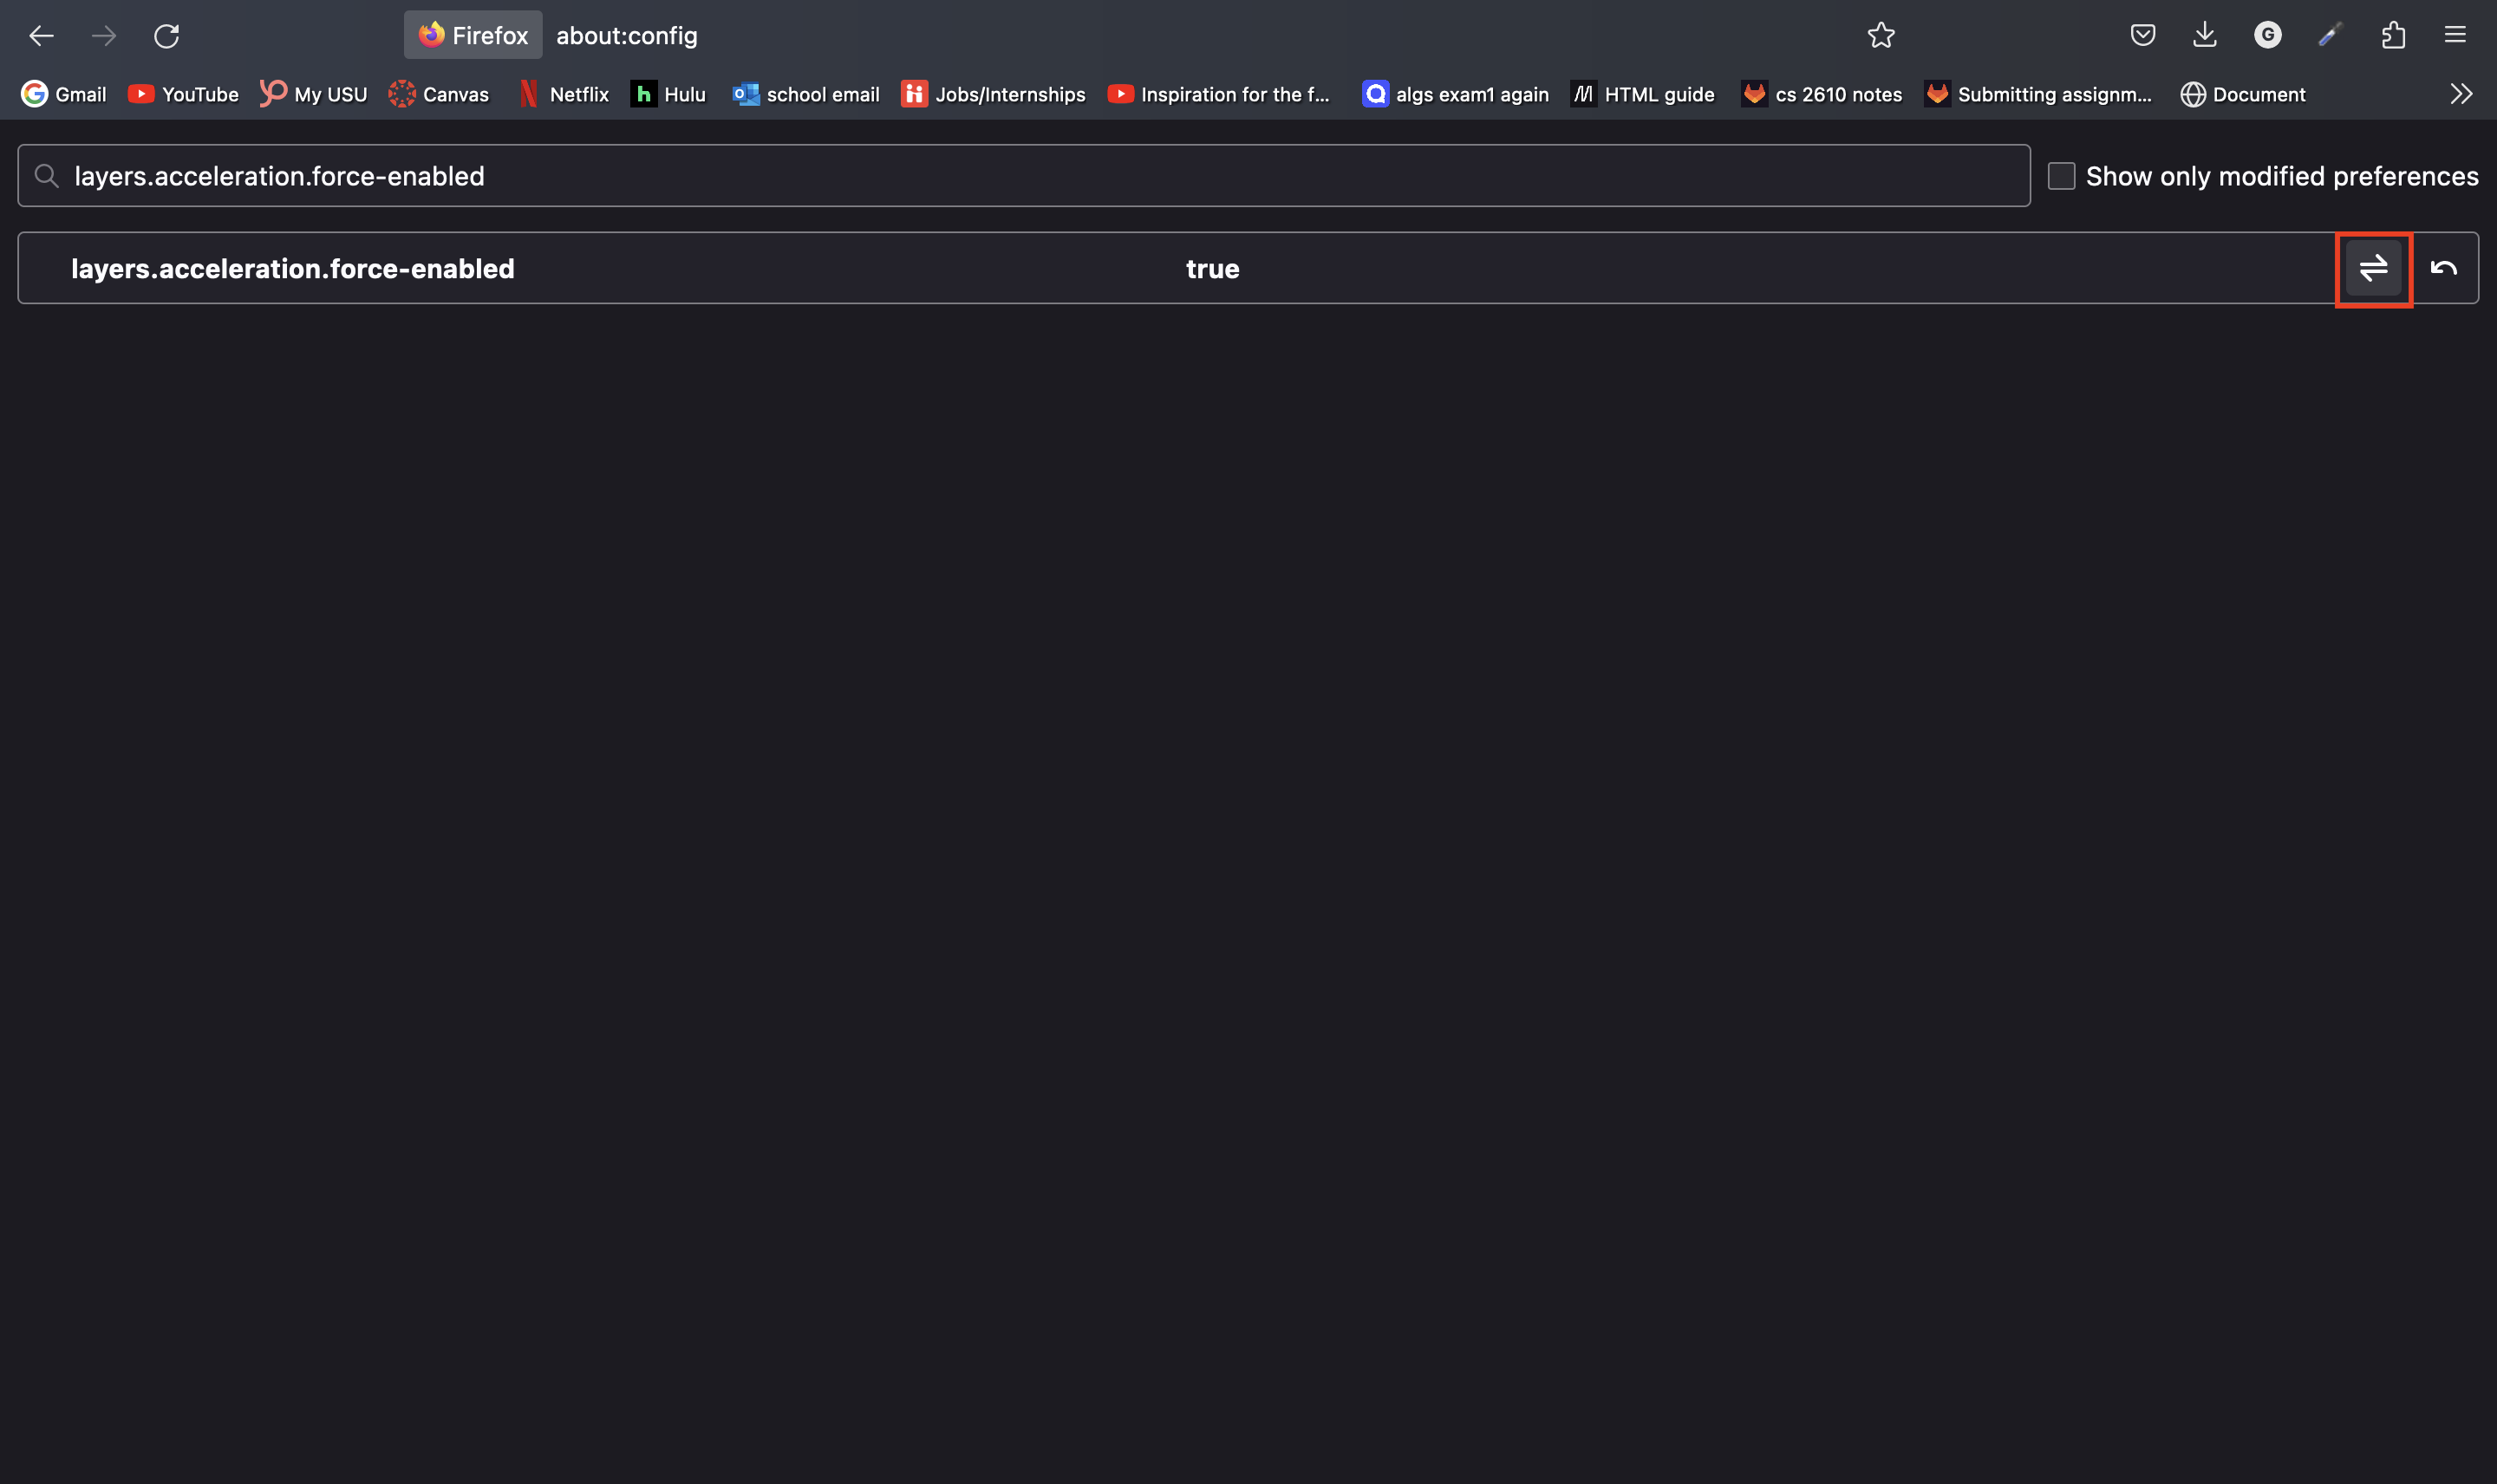 Firefox about:config
Gmail YouTube My USU Canvas Netflix Hulu school email Jobs/Internships Inspiration for the f... algs exam1 again HTML guide cs 2610 notes Submitting assignm... Document
layers.acceleration.force-enabled Show only modified preferences
layers.acceleration.force-enabled true